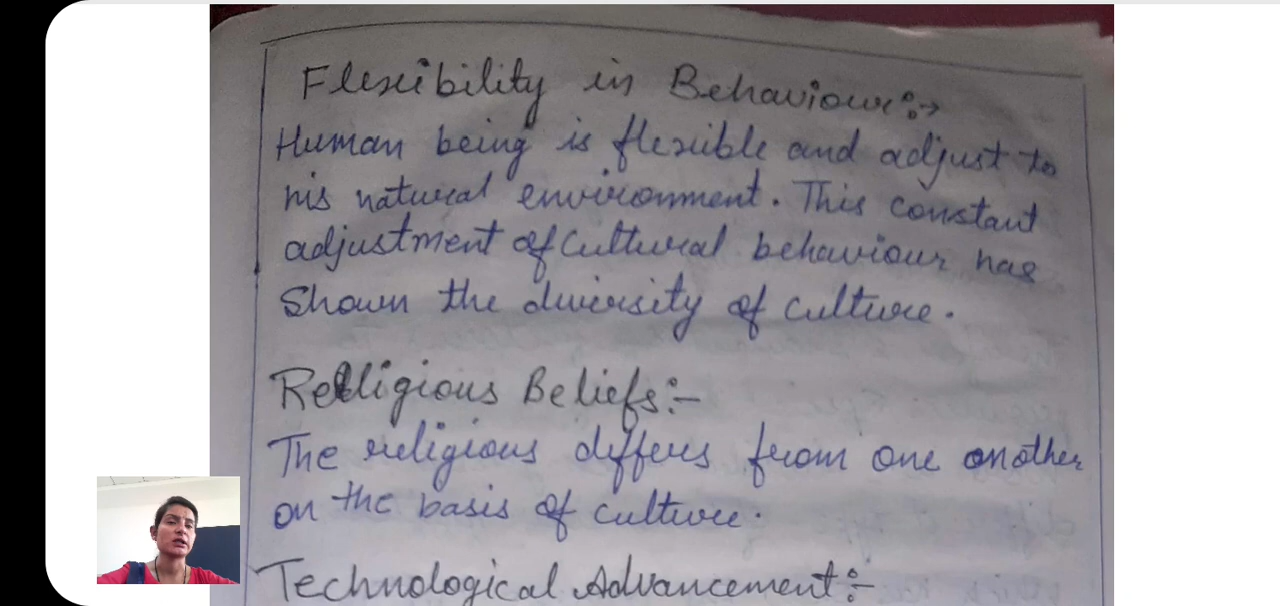 Flexibility in Behaviour:→
Human being is flexible and adjust to
his natural environment. This constant
adjustment of Cultural behaviour has
Shown the diversity of culture.
Religious Beliefs:-
The religious differs from one another
on the basis of culture.
Technological Advancement:-